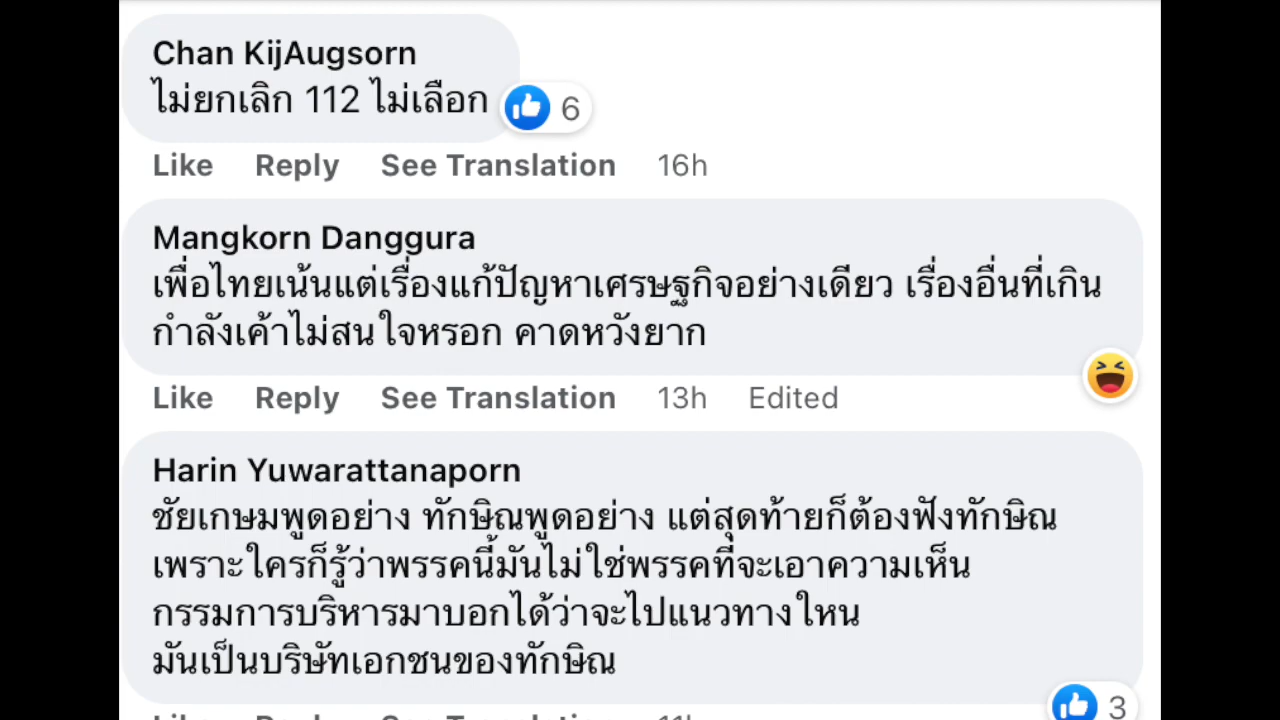 Chan KijAugsorn
ไม่ยกเลิก 112 ไม่เลือก
6
Like Reply See Translation 16h
Mangkorn Danggura
เพื่อไทยเน้นแต่เรื่องแก้ปัญหาเศรษฐกิจอย่างเดียว เรื่องอื่นที่เกิน
กำลังเค้าไม่สนใจหรอก คาดหวังยาก
Like Reply See Translation 13h Edited
Harin Yuwarattanaporn
ชัยเกษมพูดอย่าง ทักษิณพูดอย่าง แต่สุดท้ายก็ต้องฟังทักษิณ
เพราะใครก็รู้ว่าพรรคนี้มันไม่ใช่พรรคที่จะเอาความเห็น
กรรมการบริหารมาบอกได้ว่าจะไปแนวทางใหน
มันเป็นบริษัทเอกชนของทักษิณ
3